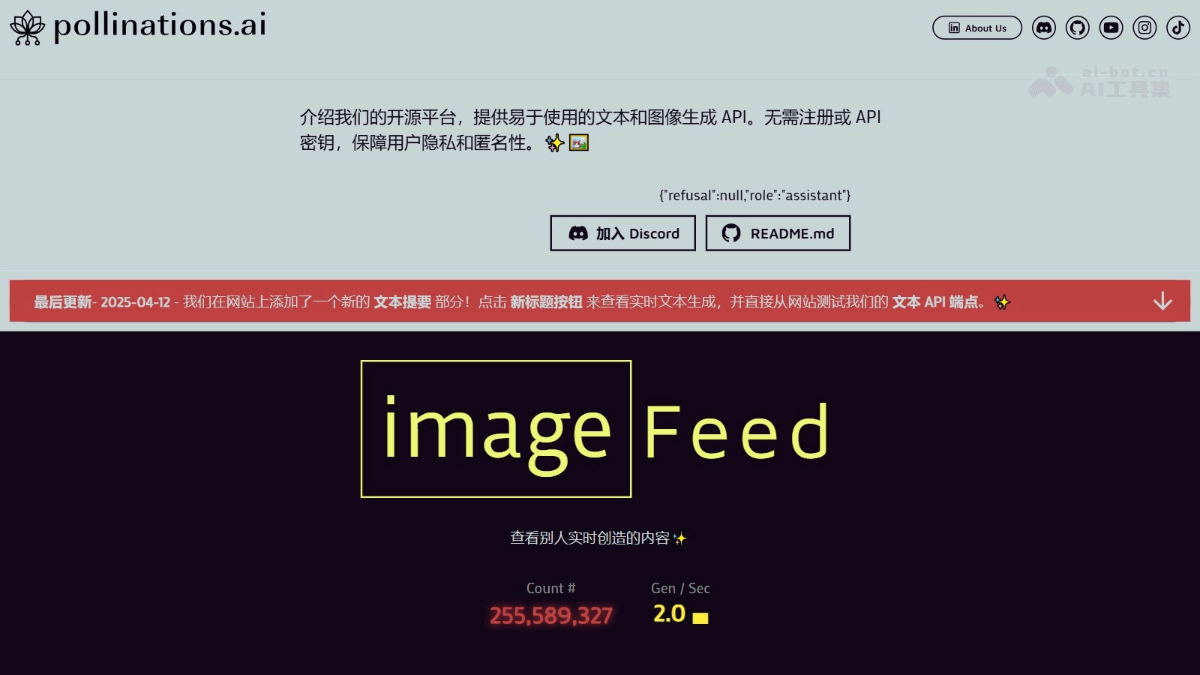 pollinations.ai
About Us
ai-bot.cn
AI工具集
介绍我们的开源平台，提供易于使用的文本和图像生成 API。无需注册或 API
密钥，保障用户隐私和匿名性。✨🖼️
{"refusal":null,"role":"assistant"}
加入 Discord
README.md
最后更新- 2025-04-12 - 我们在网站上添加了一个新的 文本提要 部分！点击 新标题按钮 来查看实时文本生成，并直接从网站测试我们的 文本 API 端点。✨
image Feed
查看别人实时创造的内容✨
Count #
Gen / Sec
255,589,327
2.0